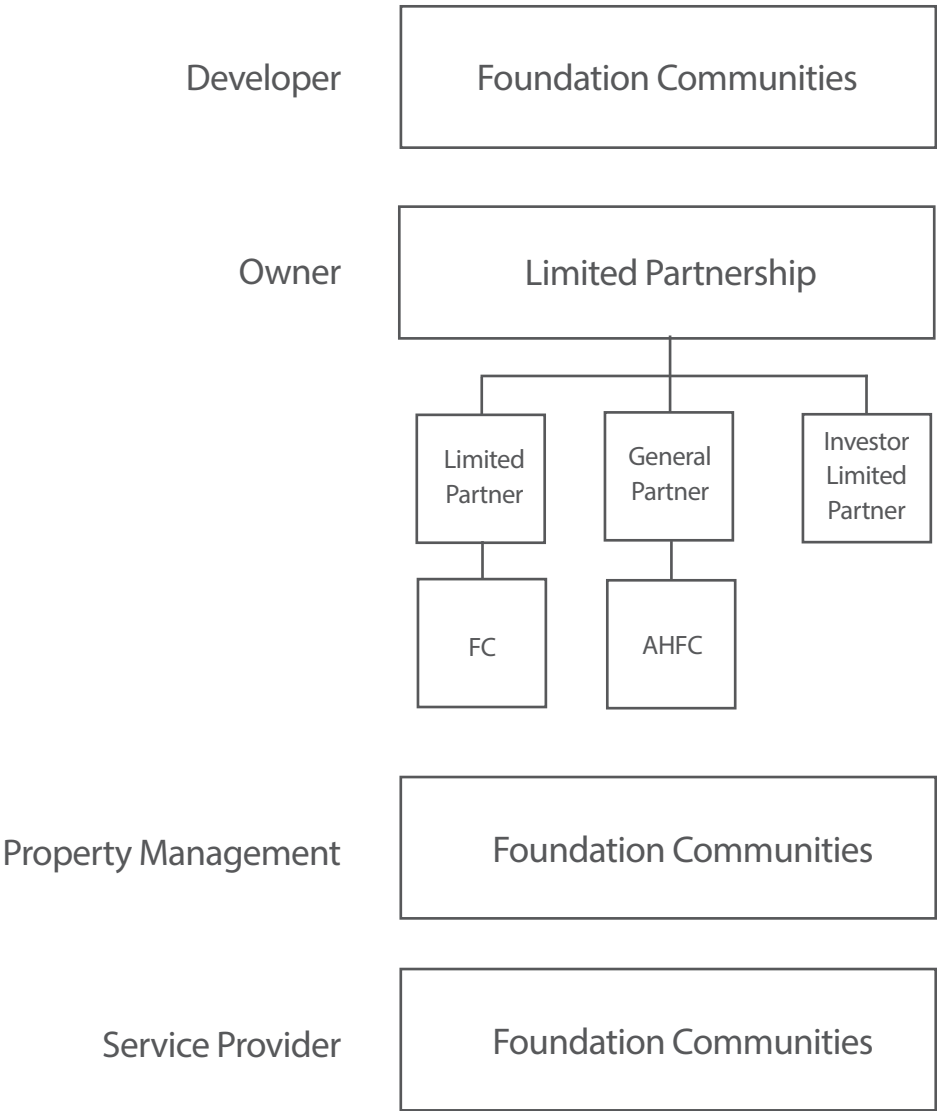 Developer
Foundation Communities
Owner
Limited Partnership
Limited
Partner
General
Partner
Investor
Limited
Partner
FC
AHFC
Property Management
Foundation Communities
Service Provider
Foundation Communities